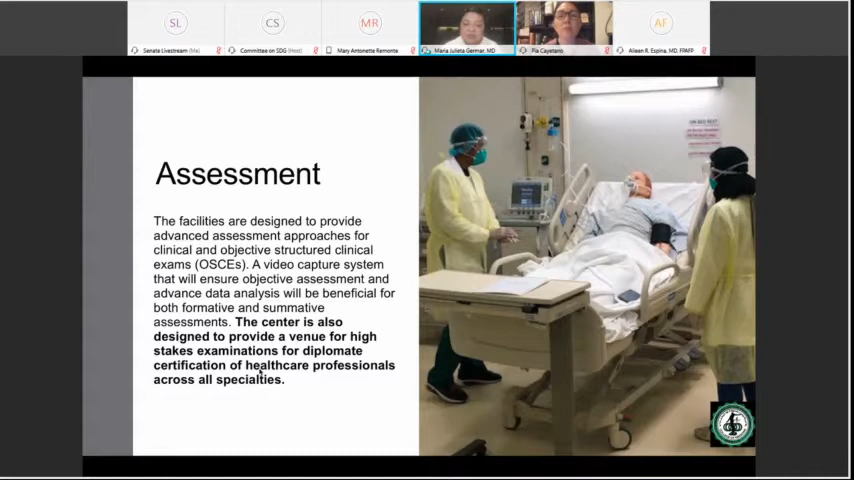 SL
CS
MR
AF
Senate Livestream (Me)
Committee on SDG (Host)
Mary Antonette Remonte
Maria Julieta Germar, MD
Pia Cayetano
Aileen R. Espina, MD, FPAFP
Assessment
The facilities are designed to provide
advanced assessment approaches for
clinical and objective structured clinical
exams (OSCEs). A video capture system
that will ensure objective assessment and
advance data analysis will be beneficial for
both formative and summative
assessments. The center is also
designed to provide a venue for high
stakes examinations for diplomate
certification of healthcare professionals
across all specialties.
ON BED REST